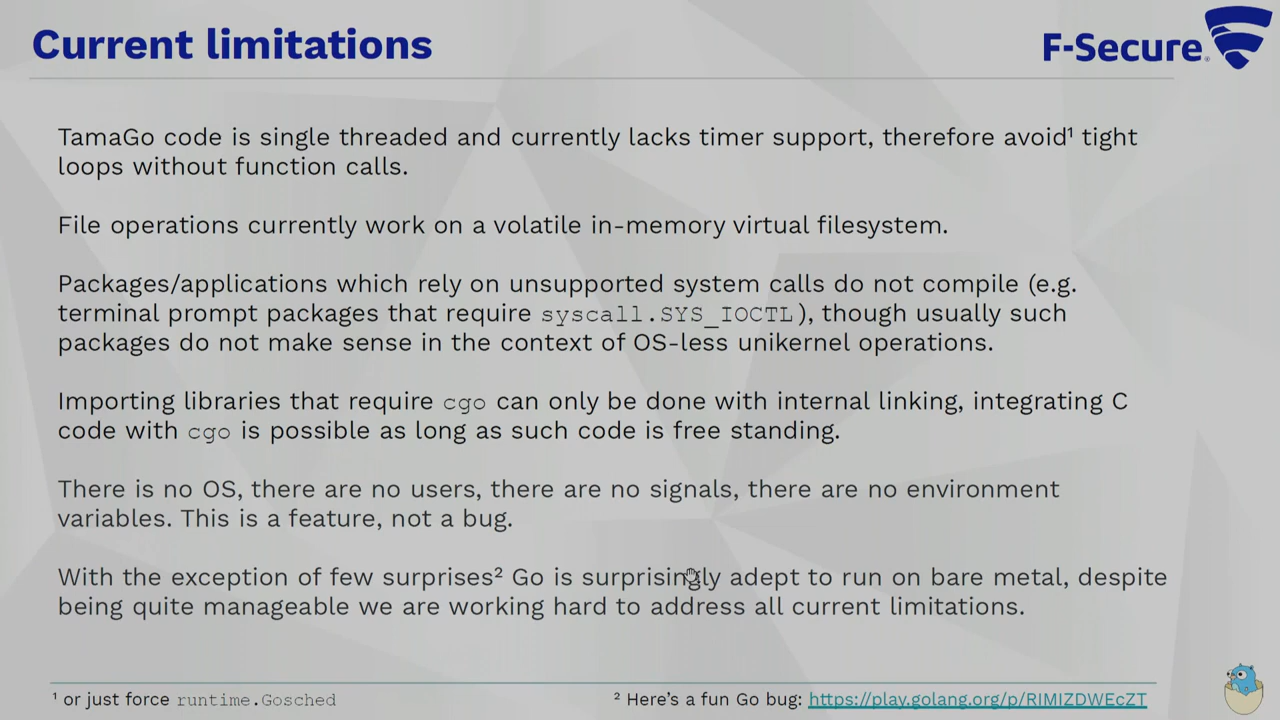 Current limitations
F-Secure®
TamaGo code is single threaded and currently lacks timer support, therefore avoid¹ tight
loops without function calls.
File operations currently work on a volatile in-memory virtual filesystem.
Packages/applications which rely on unsupported system calls do not compile (e.g.
terminal prompt packages that require syscall.SYS_IOCTL), though usually such
packages do not make sense in the context of OS-less unikernel operations.
Importing libraries that require cgo can only be done with internal linking, integrating C
code with cgo is possible as long as such code is free standing.
There is no OS, there are no users, there are no signals, there are no environment
variables. This is a feature, not a bug.
With the exception of few surprises² Go is surprisingly adept to run on bare metal, despite
being quite manageable we are working hard to address all current limitations.
¹ or just force runtime.Gosched
² Here's a fun Go bug: https://play.golang.org/p/RIMIZDWEcZT